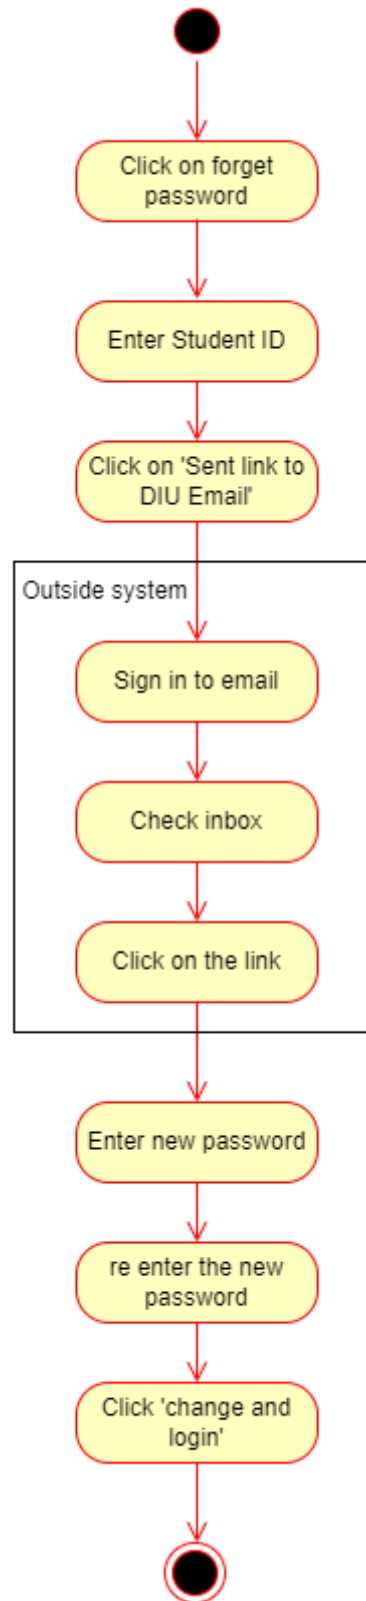 Click on forget
password
Enter Student ID
Click on 'Sent link to
DIU Email'
Outside system
Sign in to email
Check inbox
Click on the link
Enter new password
re enter the new
password
Click 'change and
login'